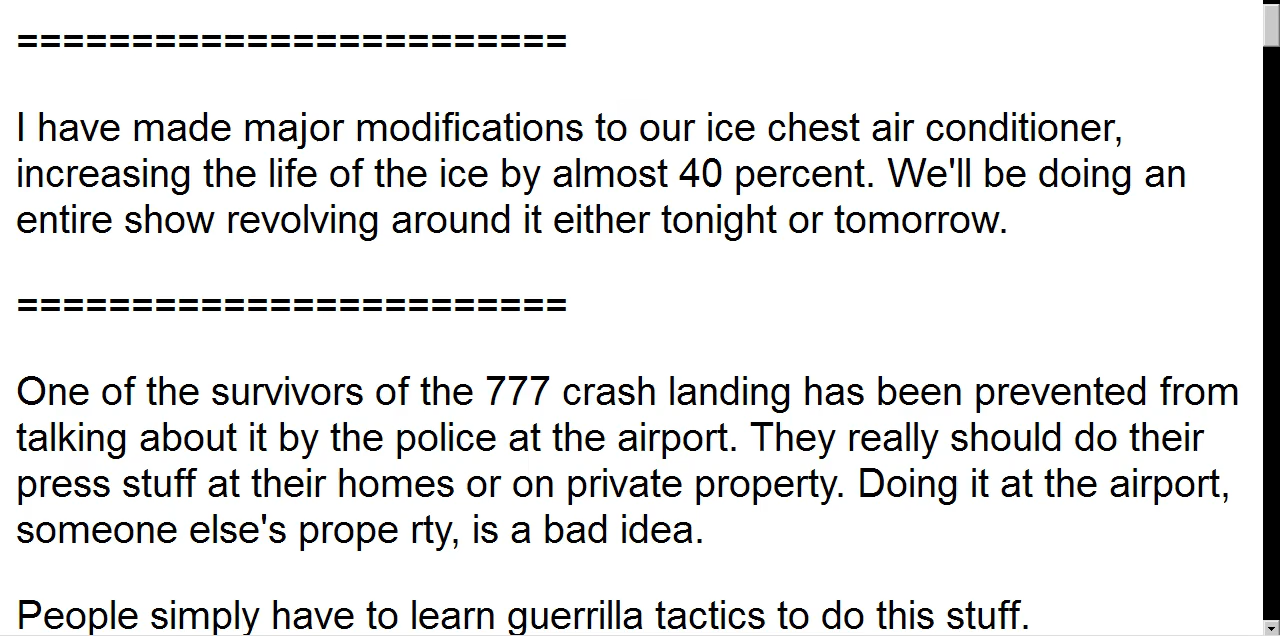 ========================
I have made major modifications to our ice chest air conditioner,
increasing the life of the ice by almost 40 percent. We'll be doing an
entire show revolving around it either tonight or tomorrow.
========================
One of the survivors of the 777 crash landing has been prevented from
talking about it by the police at the airport. They really should do their
press stuff at their homes or on private property. Doing it at the airport,
someone else's prope rty, is a bad idea.
People simply have to learn guerrilla tactics to do this stuff.